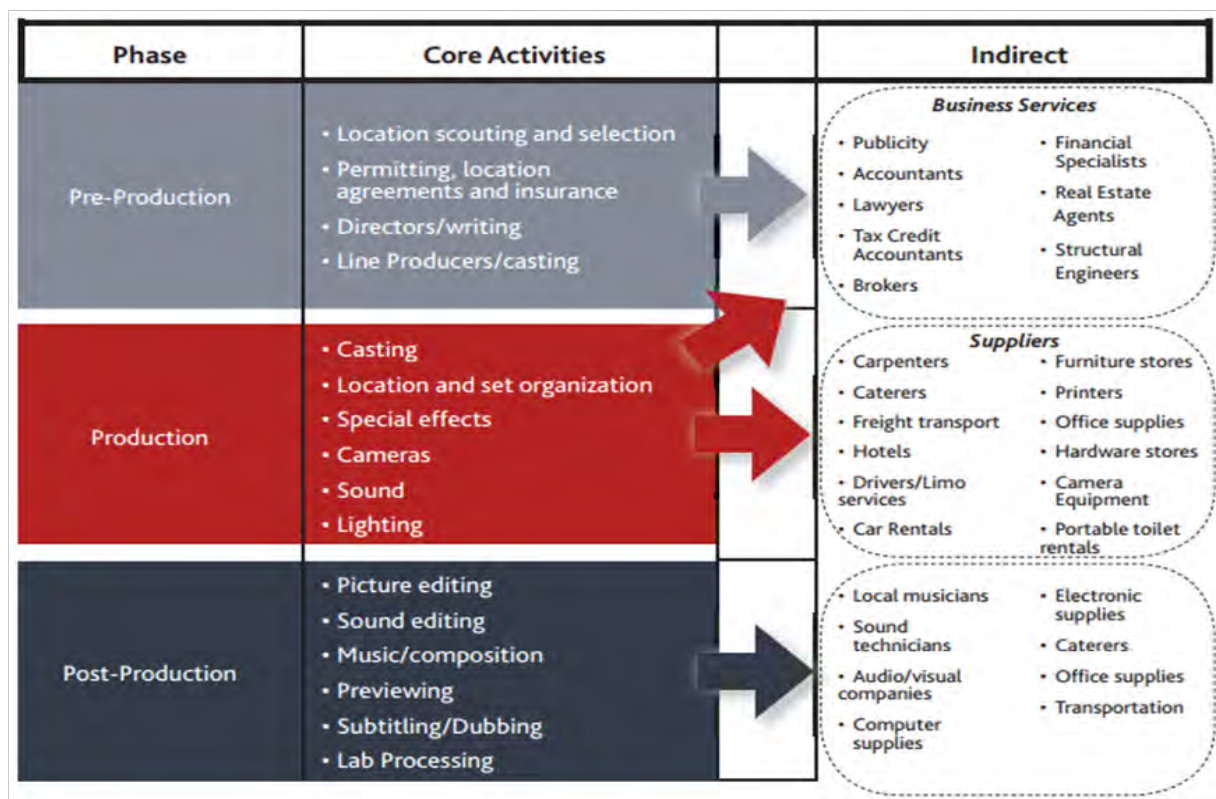 Phase
Core Activities
Indirect
Pre-Production
• Location scouting and selection
• Permitting, location
agreements and insurance
• Directors/writing
• Line Producers/casting
Business Services
• Publicity
• Accountants
• Lawyers
• Tax Credit
Accountants
• Brokers
• Financial
Specialists
• Real Estate
Agents
• Structural
Engineers
Production
• Casting
• Location and set organization
• Special effects
• Cameras
• Sound
• Lighting
Suppliers
• Carpenters
• Caterers
• Freight transport
• Hotels
• Drivers/Limo
services
• Car Rentals
• Furniture stores
• Printers
• Office supplies
• Hardware stores
• Camera
Equipment
• Portable toilet
rentals
Post-Production
• Picture editing
• Sound editing
• Music/composition
• Previewing
• Subtitling/Dubbing
• Lab Processing
• Local musicians
• Sound
technicians
• Audio/visual
companies
• Computer
supplies
• Electronic
supplies
• Caterers
• Office supplies
• Transportation